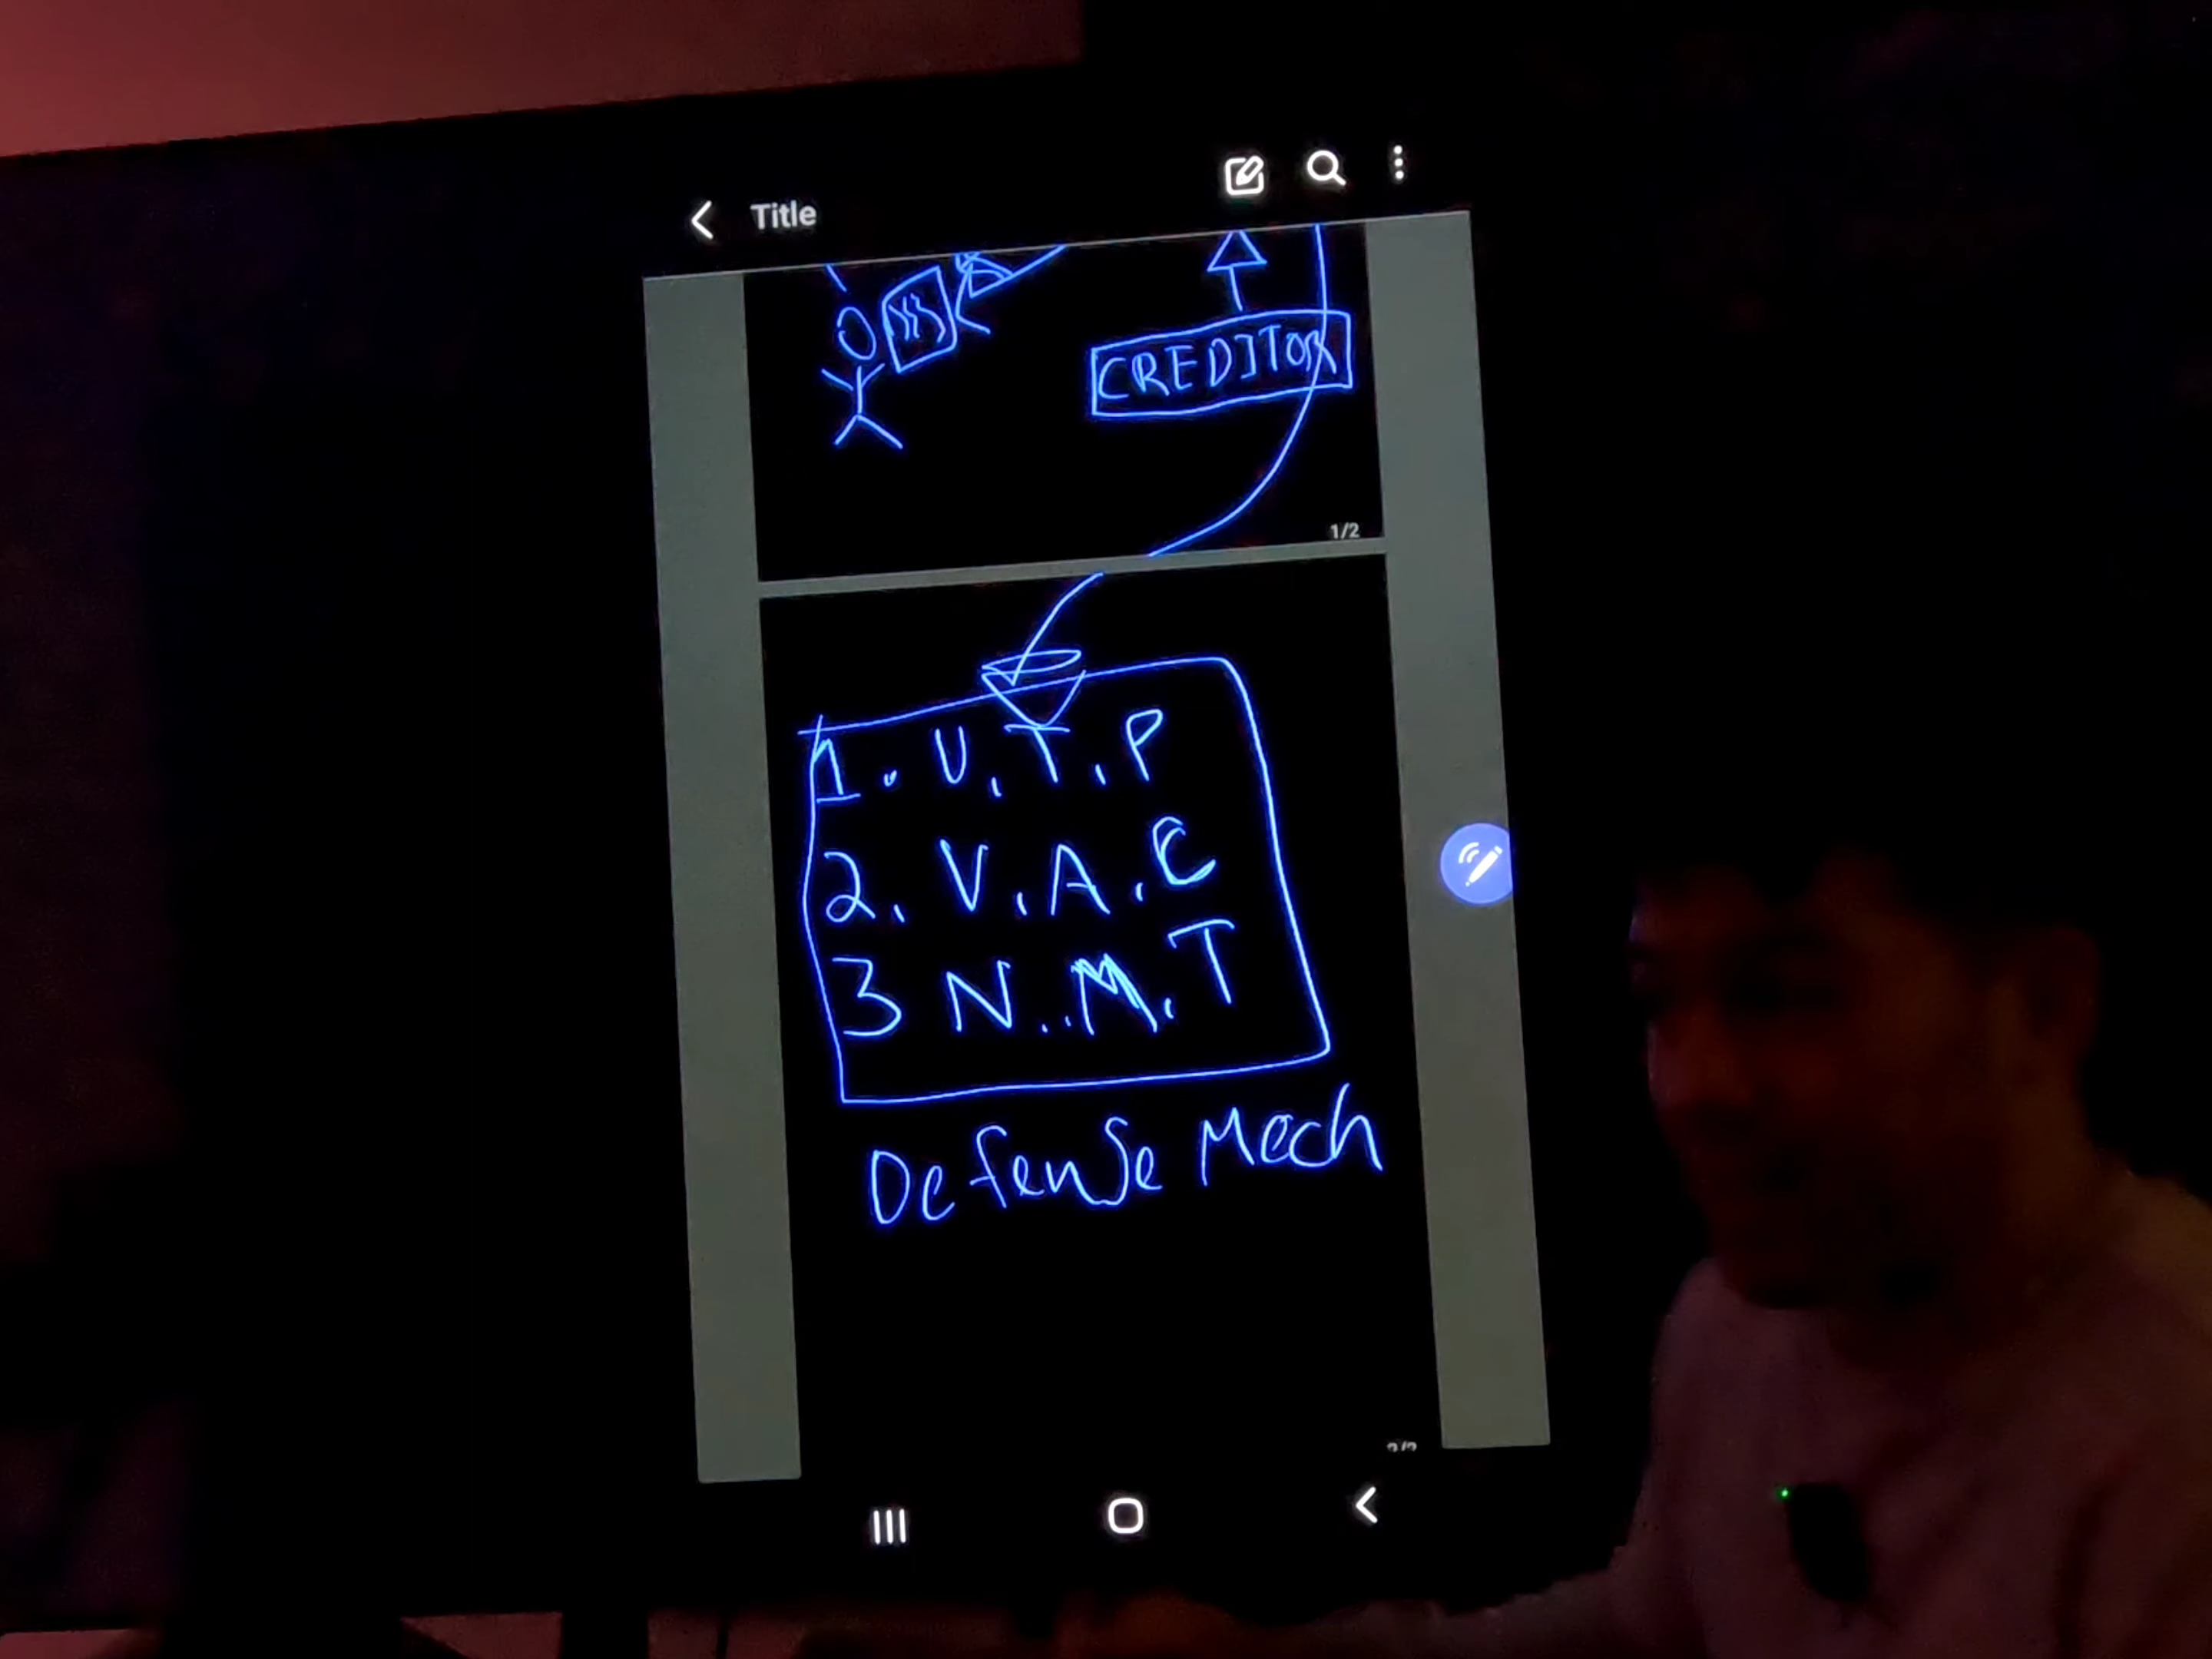 Title
CREDITOR
1/2
1. U.T.P
2. V.A.C
3 N..M.T
Defense Mech